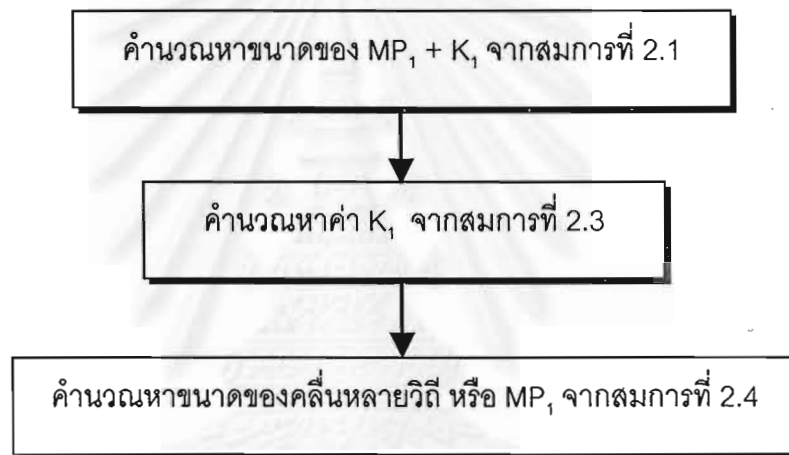 คำนวณหาขนาดของ MP₁ + K₁ จากสมการที่ 2.1
คำนวณหาค่า K₁ จากสมการที่ 2.3
คำนวณหาขนาดของคลื่นหลายวิถี หรือ MP₁ จากสมการที่ 2.4